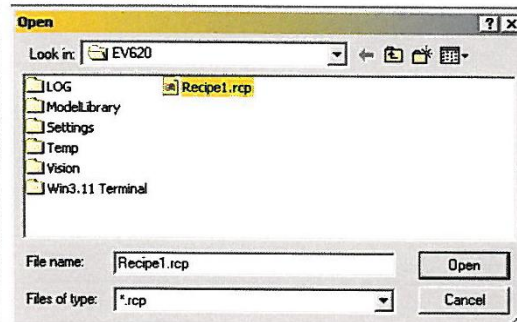 Open
Look in: EV620
LOG
ModelLibrary
Settings
Temp
Vision
Win3.11 Terminal
Recipe1.rcp
File name: Recipe1.rcp Open
Files of type: *.rcp Cancel